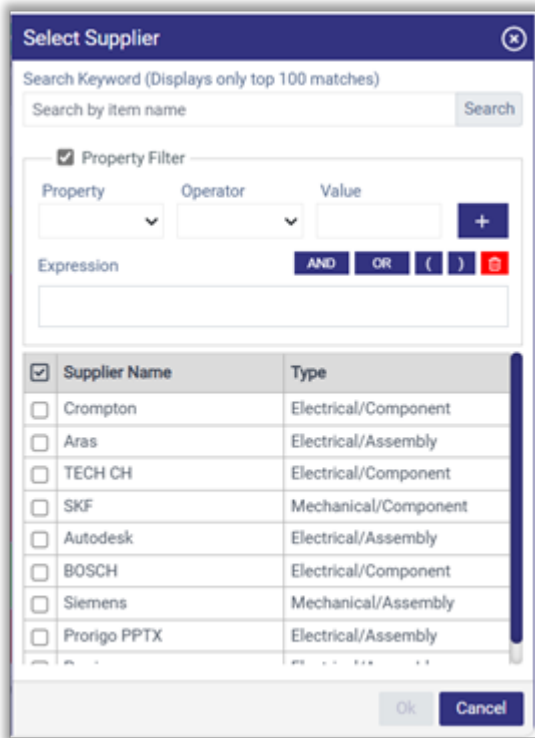 Select Supplier
Search Keyword (Displays only top 100 matches)
Search by item name Search
Property Filter
Property Operator Value
+
Expression AND OR ( )
Supplier Name Type
Crompton Electrical/Component
Aras Electrical/Assembly
TECH CH Electrical/Component
SKF Mechanical/Component
Autodesk Electrical/Assembly
BOSCH Electrical/Component
Siemens Mechanical/Assembly
Prorigo PPTX Electrical/Assembly
Ok Cancel